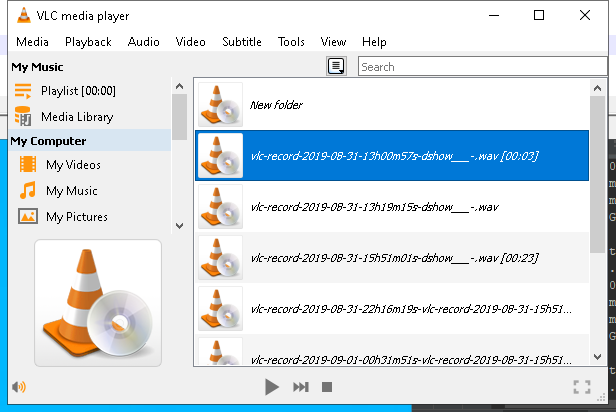 VLC media player
Media Playback Audio Video Subtitle Tools View Help
My Music
Search
Playlist [00:00]
Media Library
My Computer
My Videos
My Music
My Pictures
New folder
vlc-record-2019-08-31-13h00m57s-dshow___-.wav [00:03]
vlc-record-2019-08-31-13h19m15s-dshow___-.wav
vlc-record-2019-08-31-15h51m01s-dshow___-.wav [00:23]
vlc-record-2019-08-31-22h16m19s-vlc-record-2019-08-31-15h51...
vlc-record-2019-09-01-00h31m51s-vlc-record-2019-08-31-15h51...